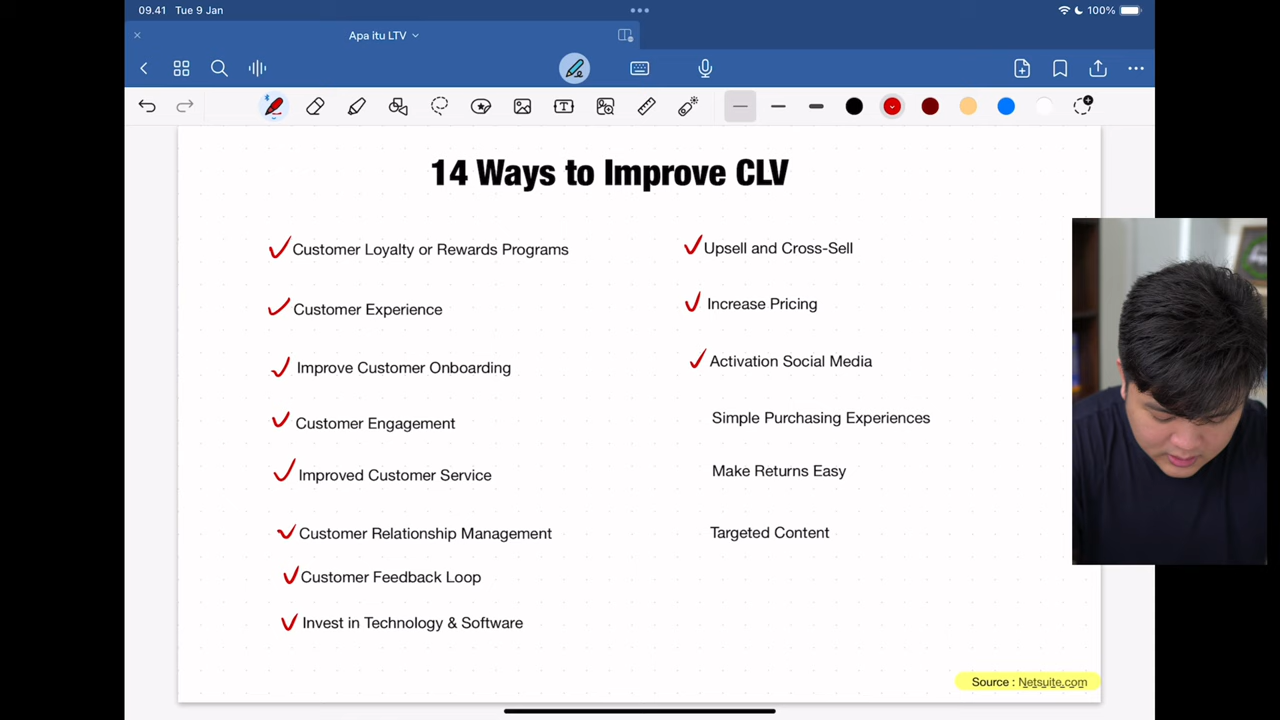 09.41 Tue 9 Jan
100%
Apa itu LTV
14 Ways to Improve CLV
Customer Loyalty or Rewards Programs
Customer Experience
Improve Customer Onboarding
Customer Engagement
Improved Customer Service
Customer Relationship Management
Customer Feedback Loop
Invest in Technology & Software
Upsell and Cross-Sell
Increase Pricing
Activation Social Media
Simple Purchasing Experiences
Make Returns Easy
Targeted Content
Source : Netsuite.com